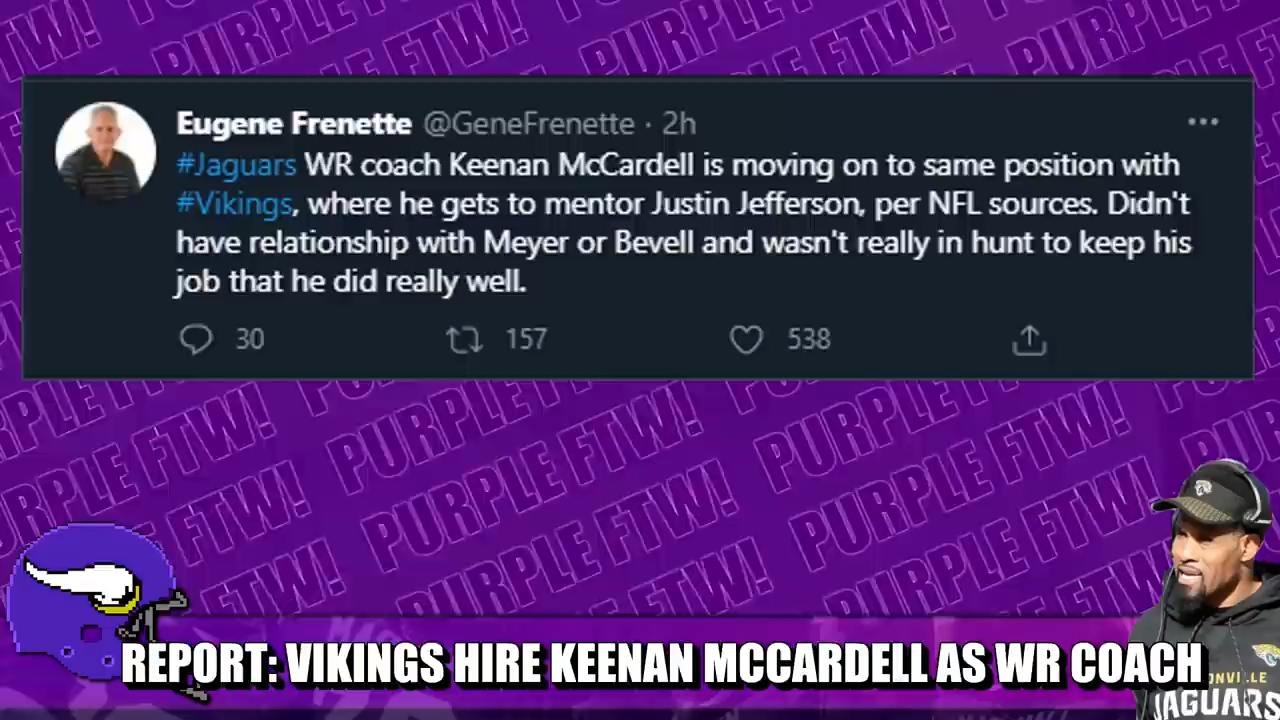 Eugene Frenette @GeneFrenette · 2h
#Jaguars WR coach Keenan McCardell is moving on to same position with
#Vikings, where he gets to mentor Justin Jefferson, per NFL sources. Didn't
have relationship with Meyer or Bevell and wasn't really in hunt to keep his
job that he did really well.
30 157 538
PURPLE FTW!
REPORT: VIKINGS HIRE KEENAN MCCARDELL AS WR COACH
JAGUARS